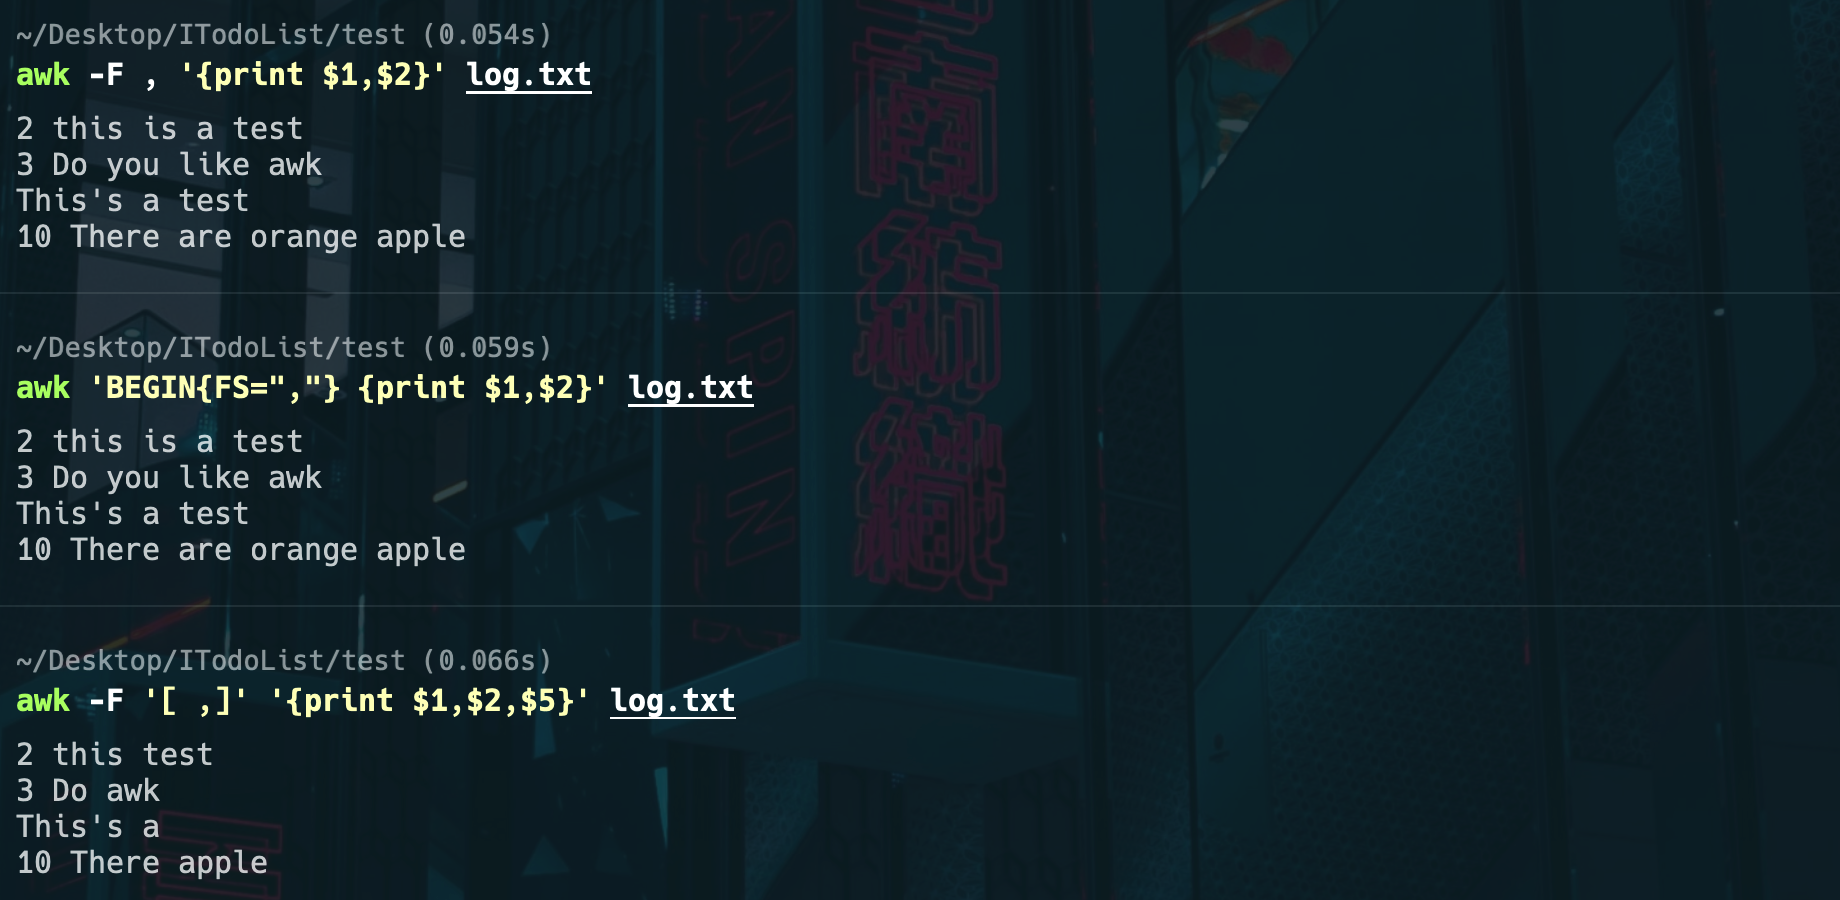 ~/Desktop/ITodoList/test (0.054s)
awk -F , '{print $1,$2}' log.txt
2 this is a test
3 Do you like awk
This's a test
10 There are orange apple
~/Desktop/ITodoList/test (0.059s)
awk 'BEGIN{FS=","} {print $1,$2}' log.txt
2 this is a test
3 Do you like awk
This's a test
10 There are orange apple
~/Desktop/ITodoList/test (0.066s)
awk -F '[ ,]' '{print $1,$2,$5}' log.txt
2 this test
3 Do awk
This's a
10 There apple